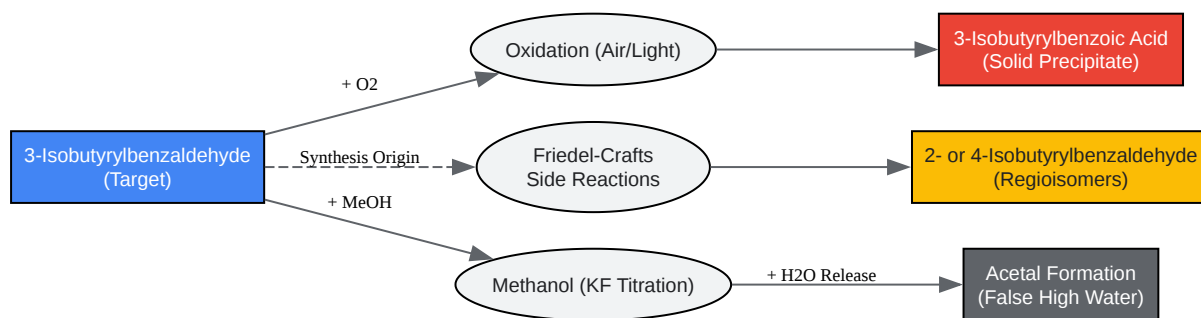 Oxidation (Air/Light)
3-Isobutyrylbenzoic Acid
(Solid Precipitate)
+ O2
3-Isobutyrylbenzaldehyde
(Target)
Synthesis Origin
Friedel-Crafts
Side Reactions
2- or 4-Isobutyrylbenzaldehyde
(Regioisomers)
+ MeOH
Methanol (KF Titration)
+ H2O Release
Acetal Formation
(False High Water)